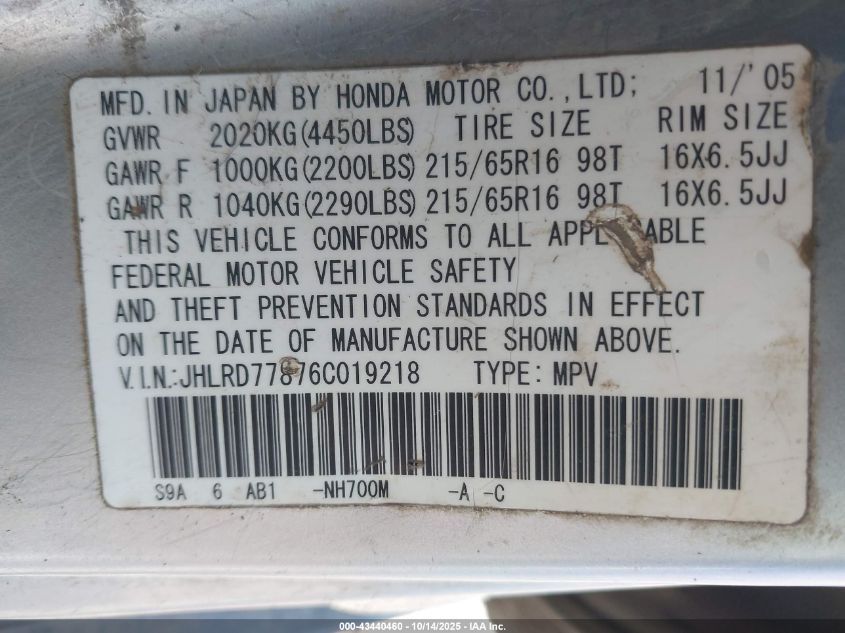 MFD. IN JAPAN BY HONDA MOTOR CO.,LTD; 11/'05
GVWR 2020KG(4450LBS) TIRE SIZE RIM SIZE
GAWR F 1000KG(2200LBS) 215/65R16 98T 16X6.5JJ
GAWR R 1040KG(2290LBS) 215/65R16 98T 16X6.5JJ
THIS VEHICLE CONFORMS TO ALL APPLICABLE
FEDERAL MOTOR VEHICLE SAFETY
AND THEFT PREVENTION STANDARDS IN EFFECT
ON THE DATE OF MANUFACTURE SHOWN ABOVE.
V.I.N.:JHLRD77876C019218 TYPE: MPV
S9A 6 AB1 -NH700M -A -C
000-43440460 - 10/14/2025 - IAA Inc.